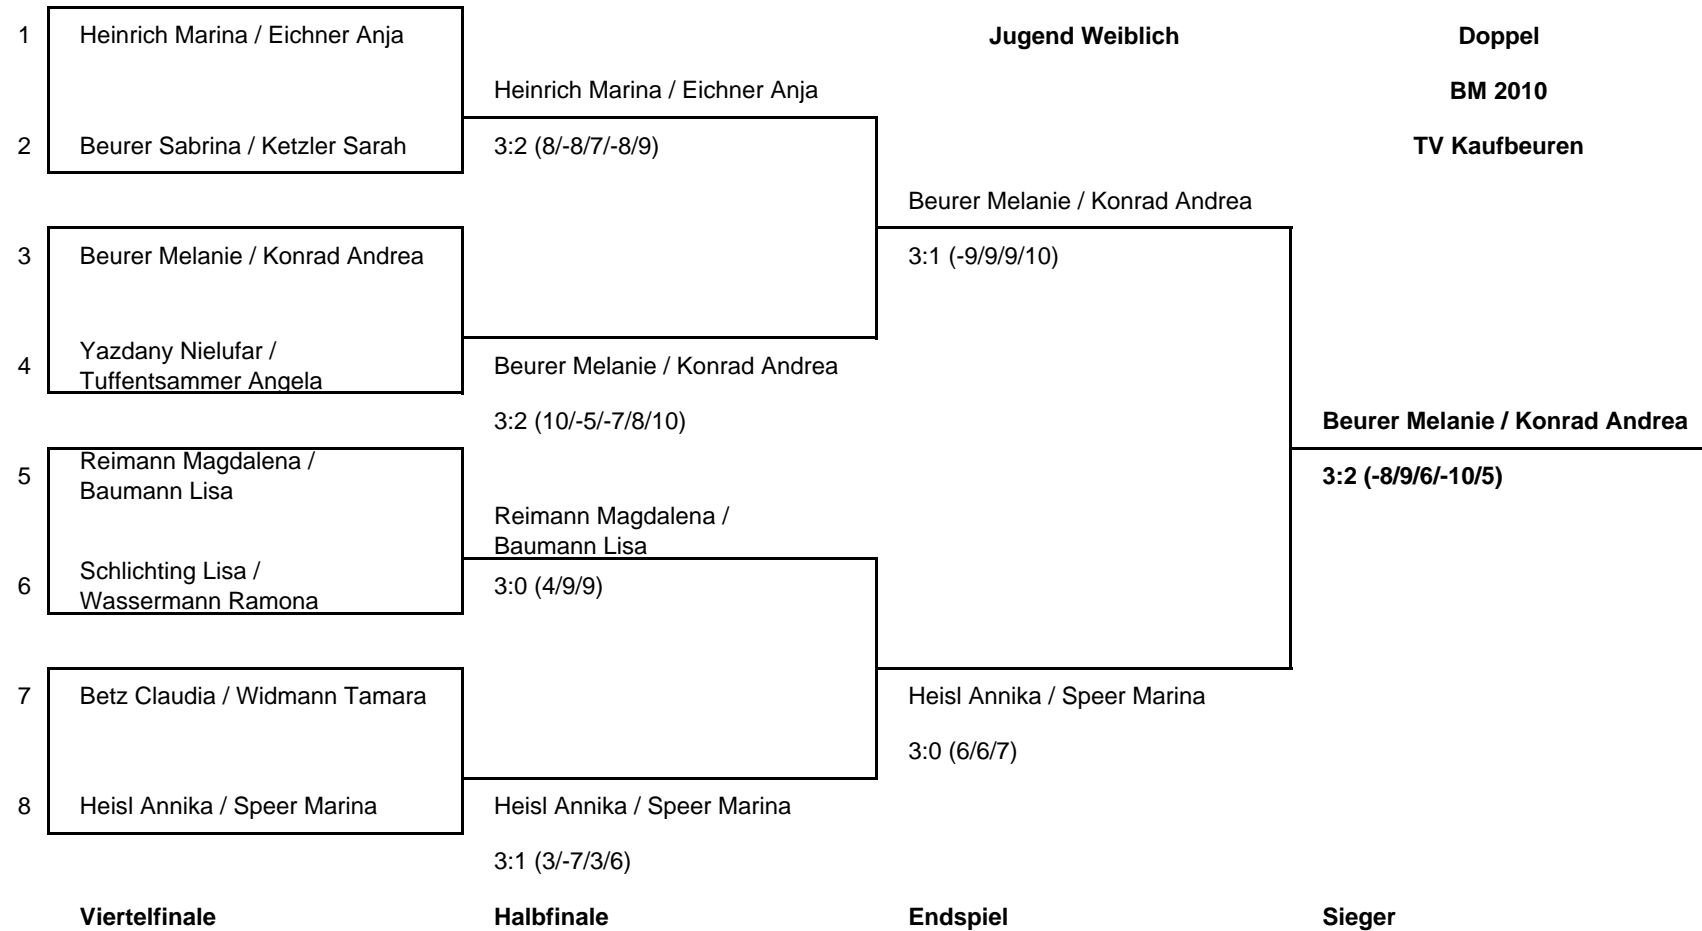 1 Heinrich Marina / Eichner Anja Jugend Weiblich Doppel
Heinrich Marina / Eichner Anja BM 2010
2 Beurer Sabrina / Ketzler Sarah 3:2 (8/-8/7/-8/9) TV Kaufbeuren
Beurer Melanie / Konrad Andrea
3 Beurer Melanie / Konrad Andrea 3:1 (-9/9/9/10)
4 Yazdany Nielufar /
Tuffentsammer Angela
Beurer Melanie / Konrad Andrea
3:2 (10/-5/-7/8/10) Beurer Melanie / Konrad Andrea
5 Reimann Magdalena /
Baumann Lisa
3:2 (-8/9/6/-10/5)
Reimann Magdalena /
Baumann Lisa
6 Schlichting Lisa /
Wassermann Ramona
3:0 (4/9/9)
7 Betz Claudia / Widmann Tamara Heisl Annika / Speer Marina
3:0 (6/6/7)
8 Heisl Annika / Speer Marina Heisl Annika / Speer Marina
3:1 (3/-7/3/6)
Viertelfinale Halbfinale Endspiel Sieger